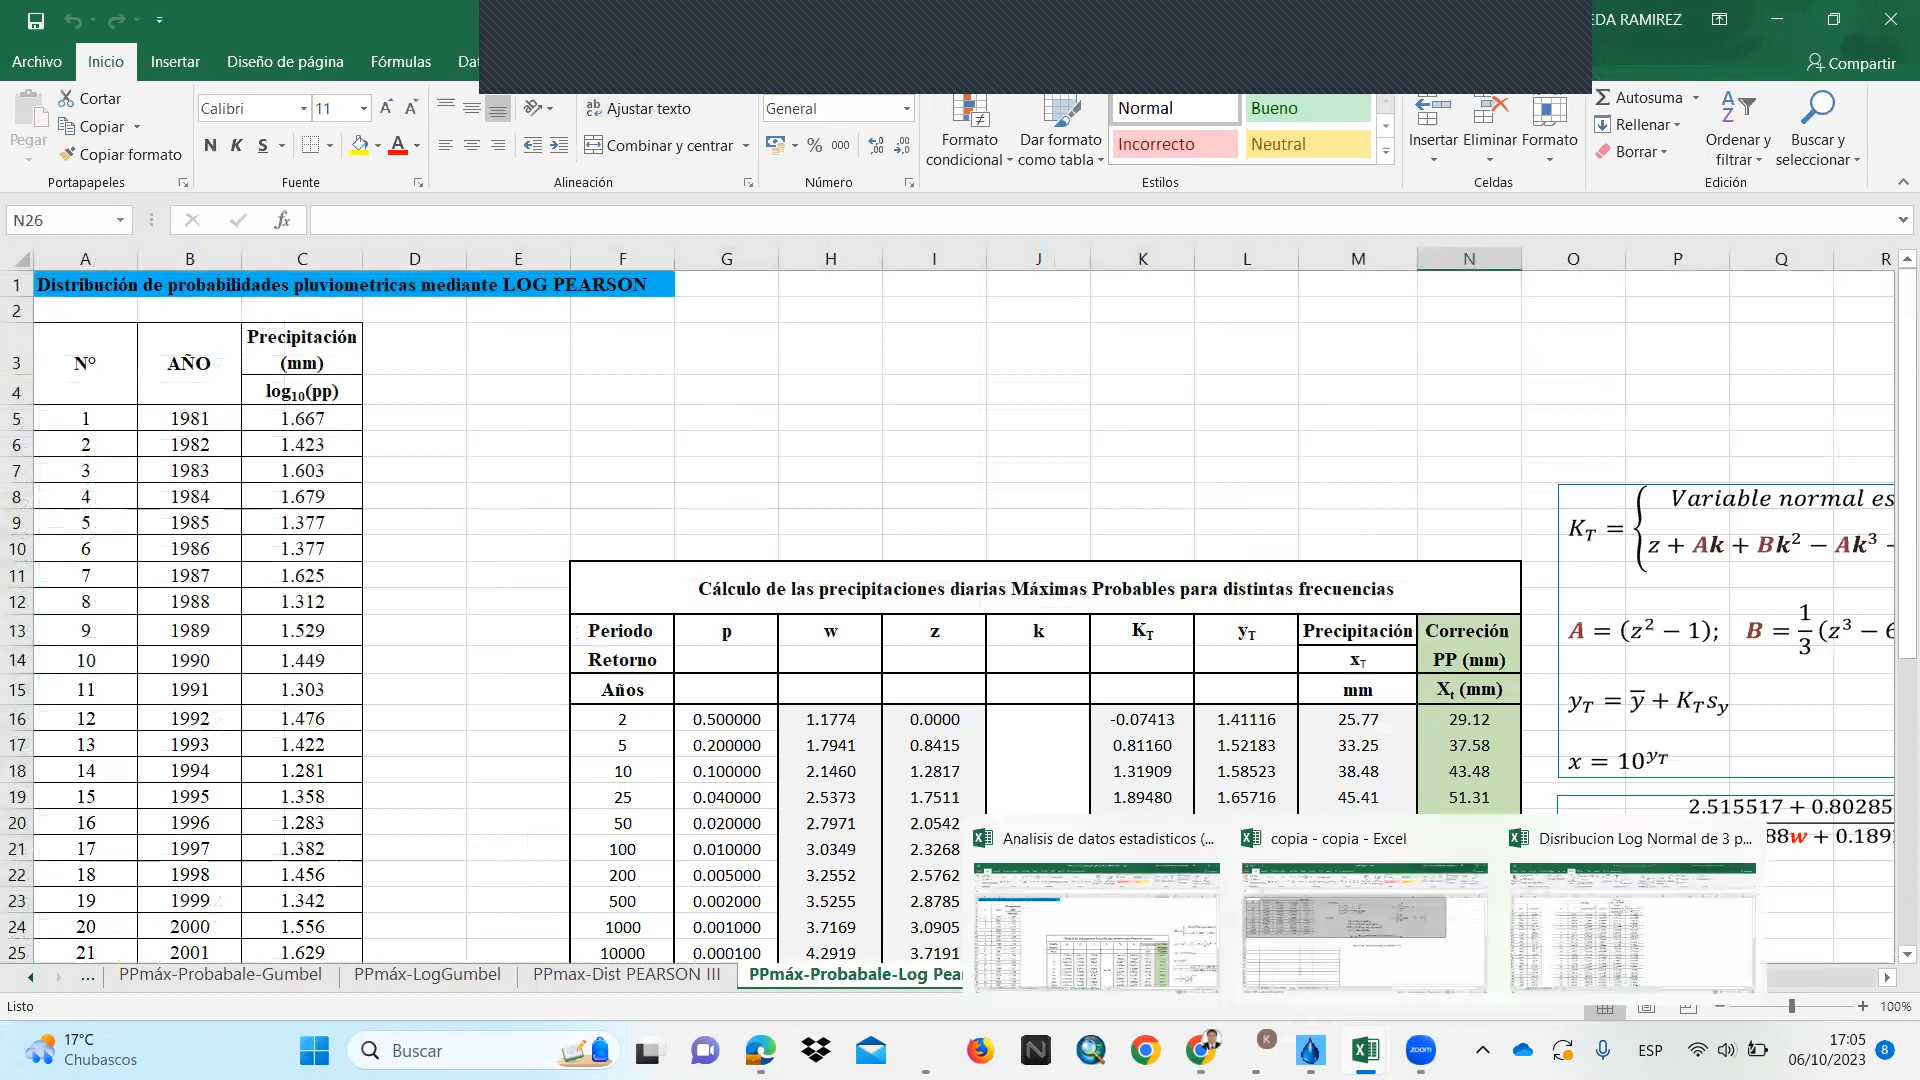 EDA RAMIREZ
Archivo Inicio Insertar Diseño de página Fórmulas Dat
Compartir
Cortar
Copiar
Copiar formato
Pegar
Portapapeles
Calibri 11
N K S
Fuente
Ajustar texto
Combinar y centrar
Alineación
General
% 000
Número
Formato condicional
Dar formato como tabla
Normal Bueno
Incorrecto Neutral
Estilos
Insertar Eliminar Formato
Celdas
Autosuma
Rellenar
Borrar
Ordenar y filtrar
Buscar y seleccionar
Edición
N26 fx
A B C D E F G H I J K L M N O P Q R
1 Distribución de probabilidades pluviometricas mediante LOG PEARSON
2
3 N° AÑO Precipitación (mm)
4 log10(pp)
5 1 1981 1.667
6 2 1982 1.423
7 3 1983 1.603
8 4 1984 1.679
9 5 1985 1.377
10 6 1986 1.377
11 7 1987 1.625
12 8 1988 1.312
13 9 1989 1.529
14 10 1990 1.449
15 11 1991 1.303
16 12 1992 1.476
17 13 1993 1.422
18 14 1994 1.281
19 15 1995 1.358
20 16 1996 1.283
21 17 1997 1.382
22 18 1998 1.456
23 19 1999 1.342
24 20 2000 1.556
25 21 2001 1.629
Cálculo de las precipitaciones diarias Máximas Probables para distintas frecuencias
Periodo p w z k KT yT Precipitación Correción
Retorno xT PP (mm)
Años mm Xt (mm)
2 0.500000 1.1774 0.0000 -0.07413 1.41116 25.77 29.12
5 0.200000 1.7941 0.8415 0.81160 1.52183 33.25 37.58
10 0.100000 2.1460 1.2817 1.31909 1.58523 38.48 43.48
25 0.040000 2.5373 1.7511 1.89480 1.65716 45.41 51.31
50 0.020000 2.7971 2.0542
100 0.010000 3.0349 2.3268
200 0.005000 3.2552 2.5762
500 0.002000 3.5255 2.8785
1000 0.001000 3.7169 3.0905
10000 0.000100 4.2919 3.7191
Variable normal es
K_T = { z + Ak + Bk² − Ak³ −
A = (z² − 1); B = 1/3 (z³ − 6
y_T = y̅ + K_T s_y
x = 10^y_T
2.515517 + 0.80285
88w + 0.189
Analisis de datos estadisticos (...
copia - copia - Excel
Disribucion Log Normal de 3 p...
... PPmáx-Probabale-Gumbel PPmáx-LogGumbel PPmax-Dist PEARSON III PPmáx-Probabale-Log Pear
Listo
100%
17°C
Chubascos
Buscar
N
K
zoom
ESP
17:05
06/10/2023
8